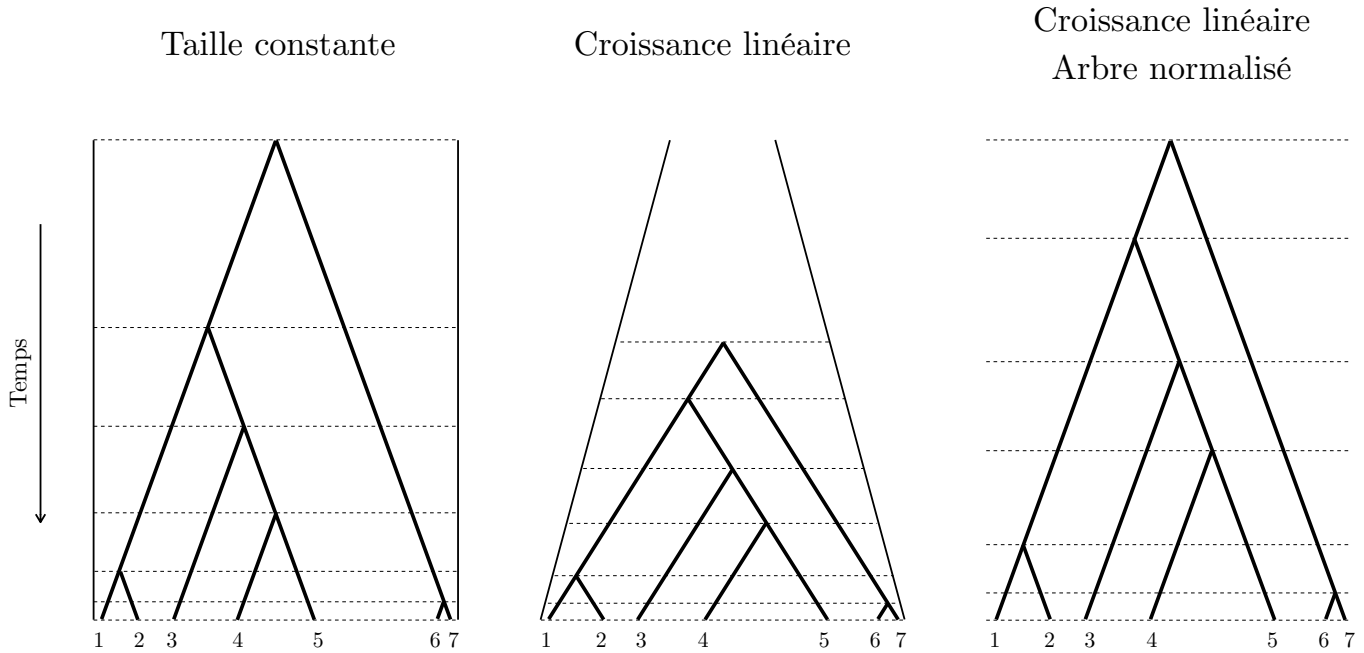 Taille constante
Croissance linéaire
Croissance linéaire
Arbre normalisé
Temps
1 2 3 4 5 6 7
1 2 3 4 5 6 7
1 2 3 4 5 6 7